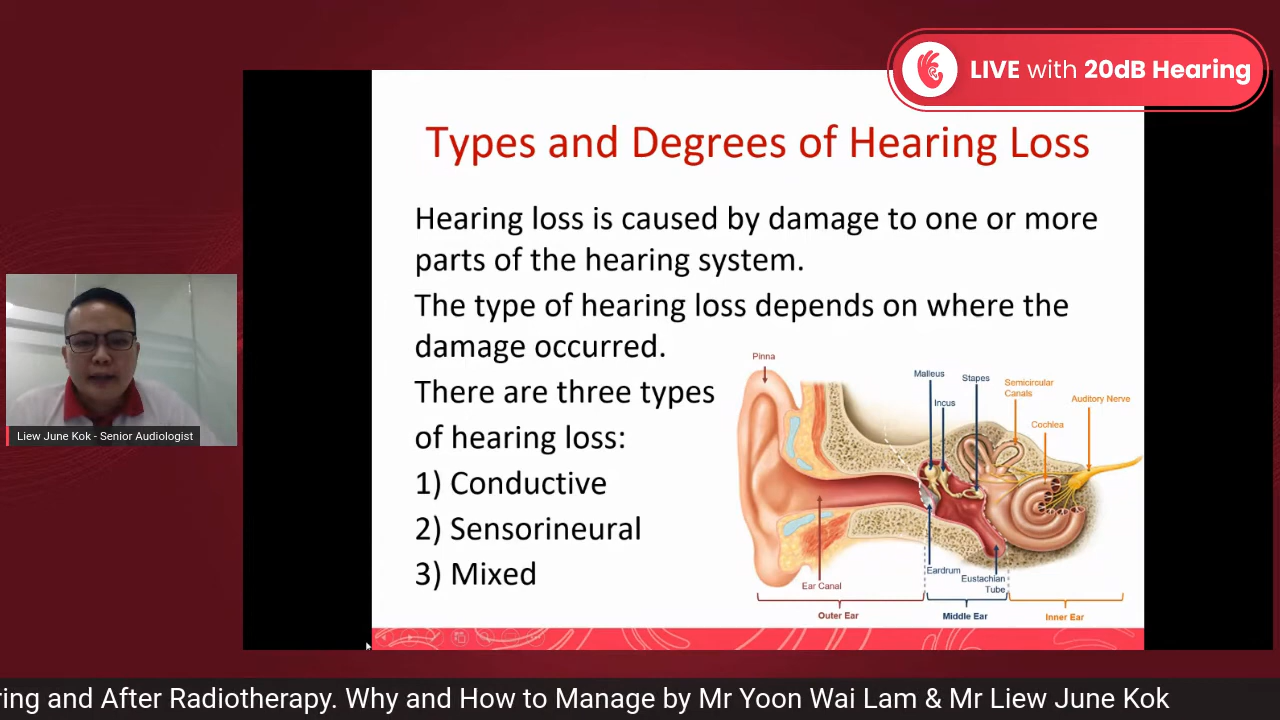 LIVE with 20dB Hearing
Types and Degrees of Hearing Loss
Hearing loss is caused by damage to one or more
parts of the hearing system.
The type of hearing loss depends on where the
damage occurred.
There are three types
of hearing loss:
1) Conductive
2) Sensorineural
3) Mixed
Pinna
Malleus
Incus
Stapes
Semicircular
Canals
Cochlea
Auditory Nerve
Ear Canal
Eardrum
Eustachian
Tube
Outer Ear
Middle Ear
Inner Ear
Liew June Kok - Senior Audiologist
ring and After Radiotherapy. Why and How to Manage by Mr Yoon Wai Lam & Mr Liew June Kok